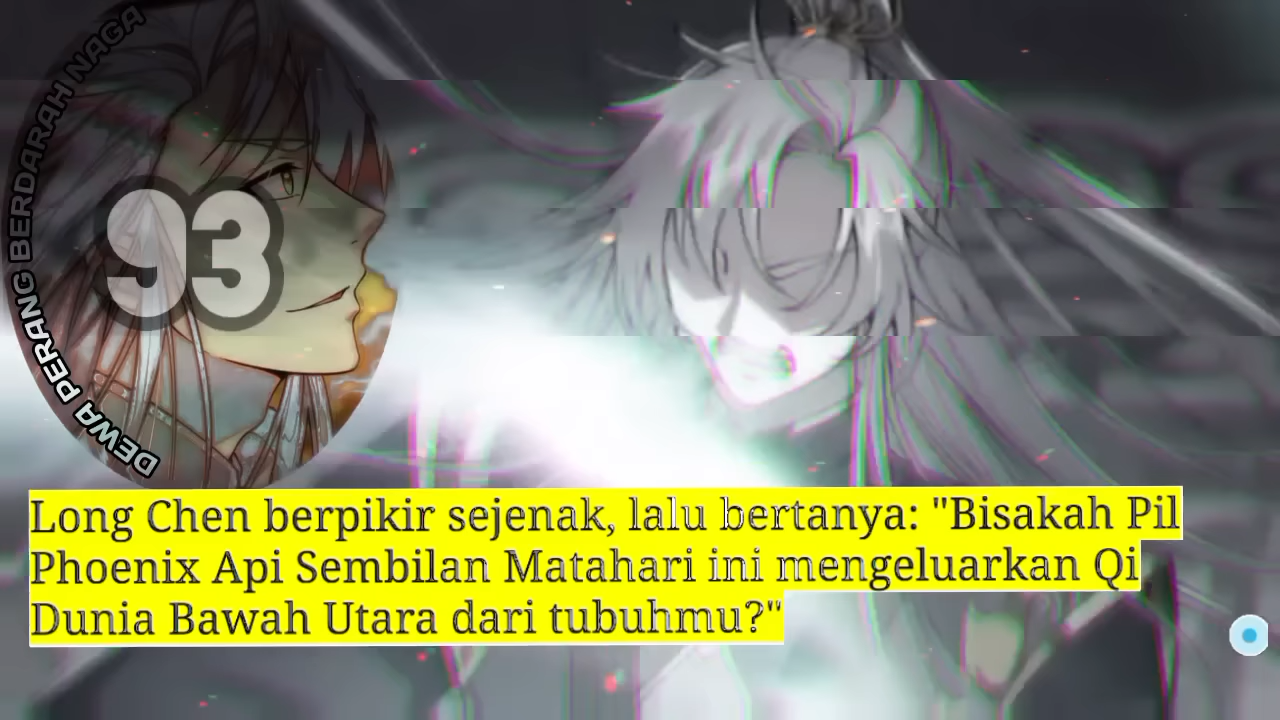 DEWA PERANG BERDARAH NAGA
93
Long Chen berpikir sejenak, lalu bertanya: "Bisakah Pil
Phoenix Api Sembilan Matahari ini mengeluarkan Qi
Dunia Bawah Utara dari tubuhmu?"